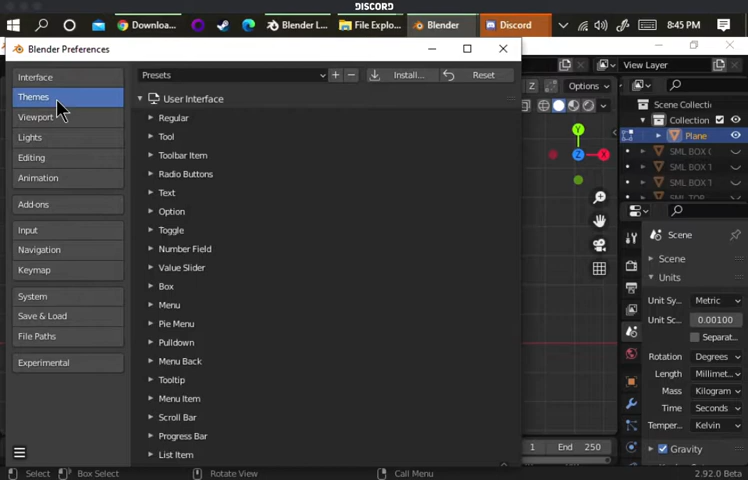 DISCORD
Downloa...
Blender L...
File Explo...
Blender
Discord
8:45 PM
Blender Preferences
View Layer
Interface
Themes
Viewport
Lights
Editing
Animation
Add-ons
Input
Navigation
Keymap
System
Save & Load
File Paths
Experimental
Presets
Install...
Reset
User Interface
Regular
Tool
Toolbar Item
Radio Buttons
Text
Option
Toggle
Number Field
Value Slider
Box
Menu
Pie Menu
Pulldown
Menu Back
Tooltip
Menu Item
Scroll Bar
Progress Bar
List Item
Z
Options
Y
Z
X
Scene Collecti
Collection
Plane
SML BOX
SML BOX T
SML BOX T
SML TOP
Scene
Scene
Units
Unit Sy... Metric
Unit Sc... 0.00100
Separat...
Rotation Degrees
Length Millimet...
Mass Kilogram
Time Seconds
Temper... Kelvin
Gravity
1 End 250
Select Box Select Rotate View Call Menu 2.92.0 Beta